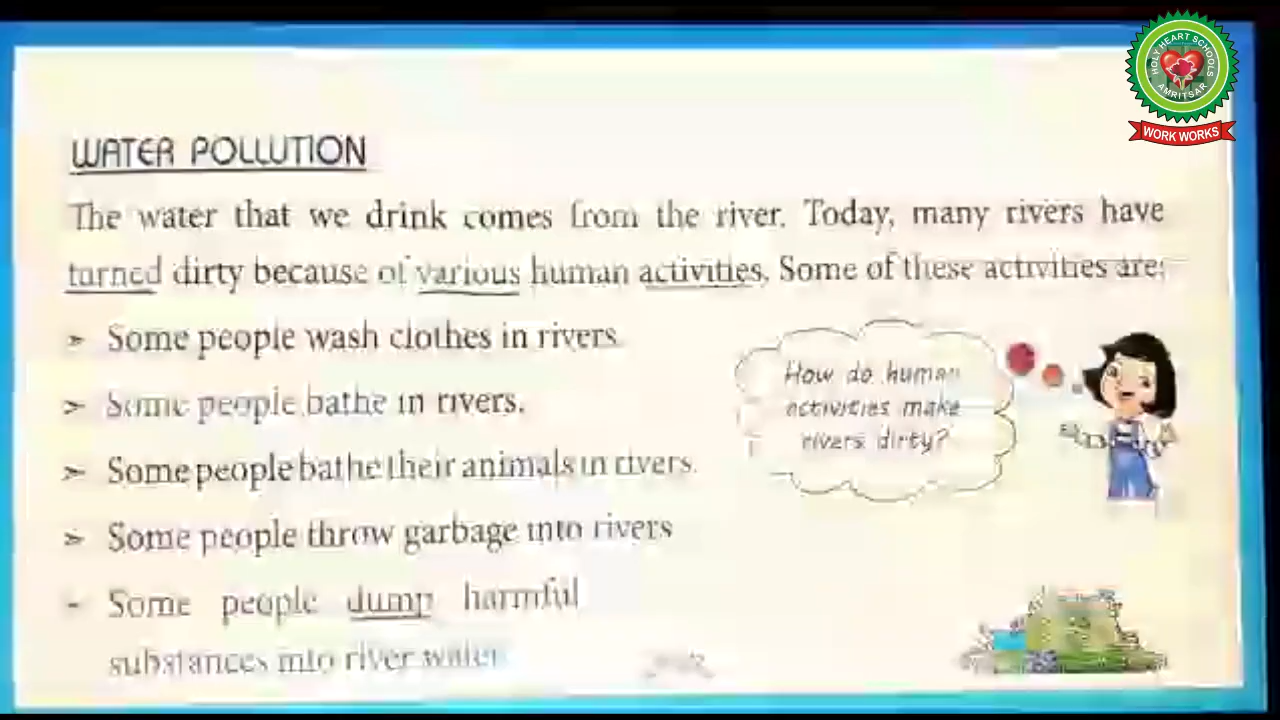 HOLY HEART SCHOOLS
AMRITSAR
WORK WORKS
WATER POLLUTION
The water that we drink comes from the river. Today, many rivers have
turned dirty because of various human activities. Some of these activities are:
➢ Some people wash clothes in rivers.
➢ Some people bathe in rivers.
➢ Some people bathe their animals in rivers.
➢ Some people throw garbage into rivers
- Some people dump harmful
substances into river water
How do human
activities make
rivers dirty?